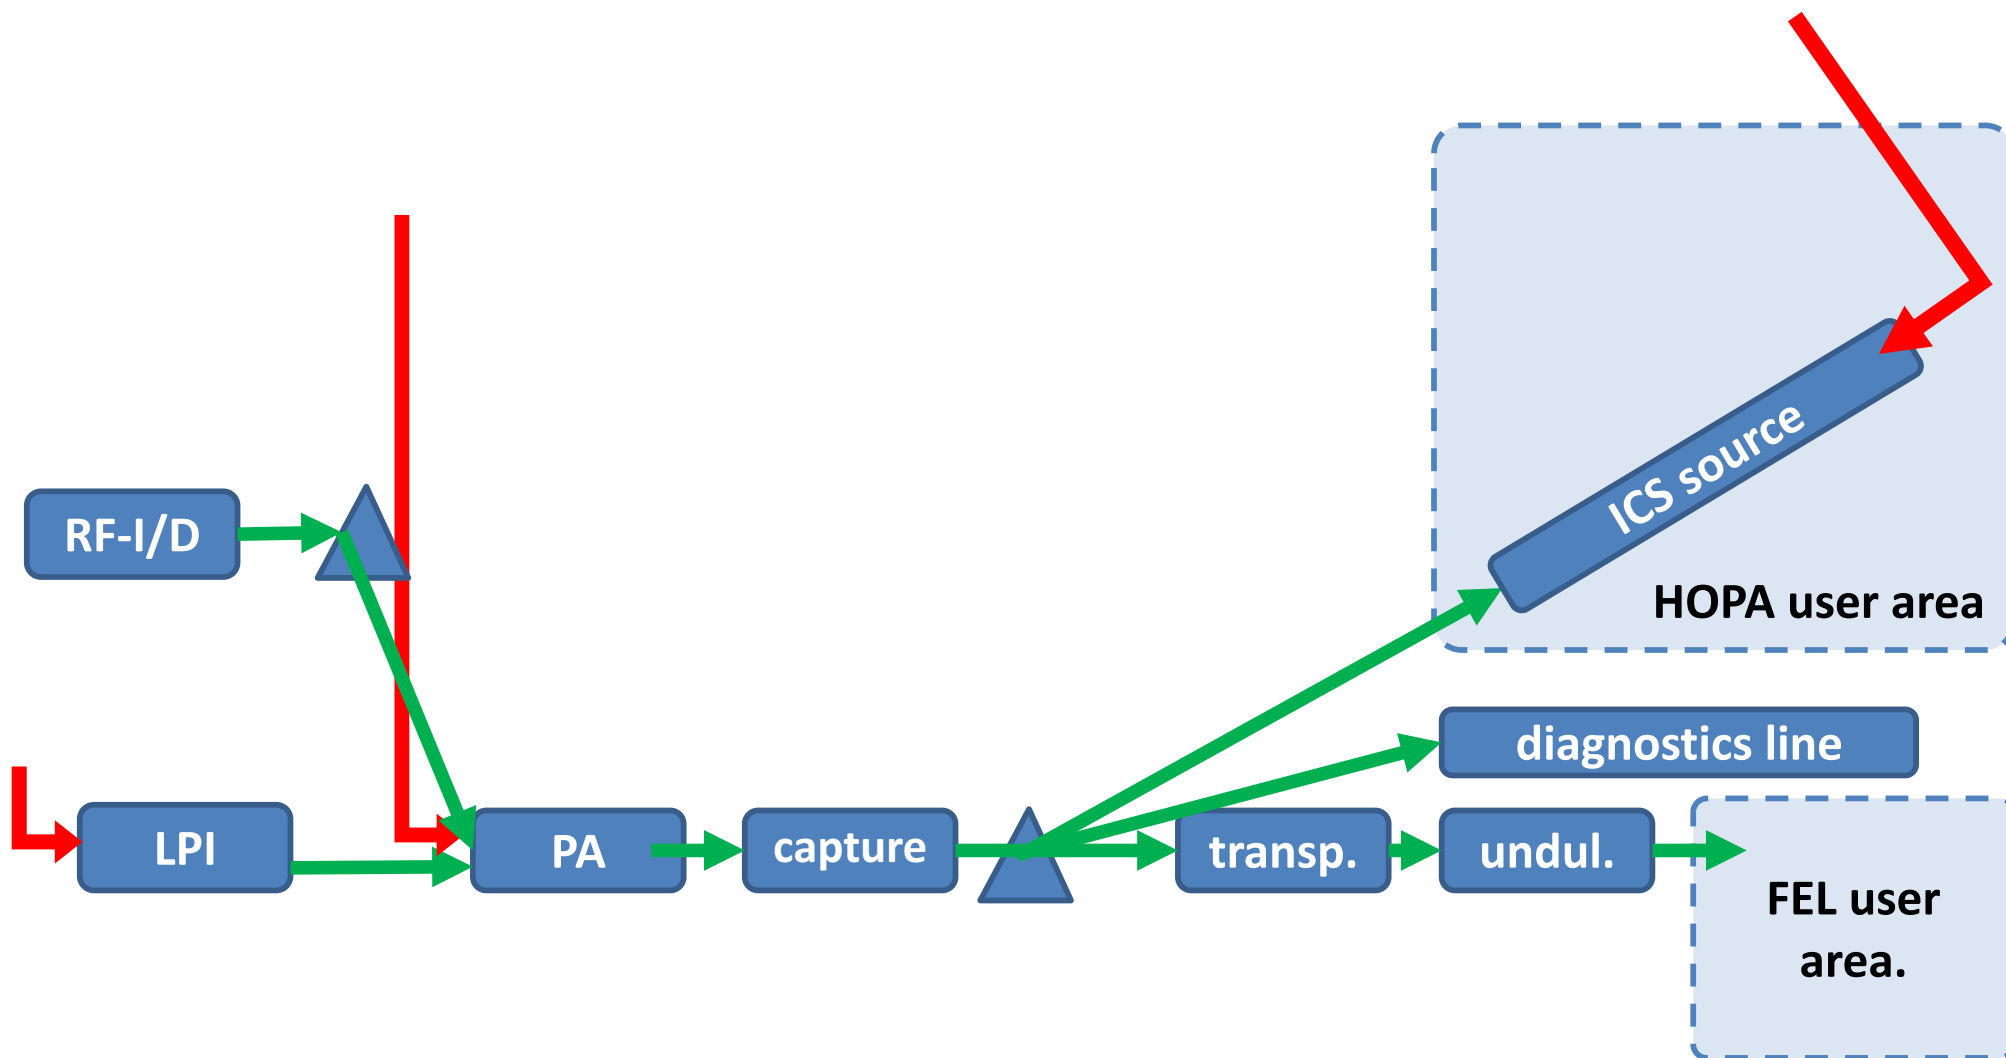 RF-I/D
ICS source
HOPA user area
diagnostics line
LPI
PA
capture
transp.
undul.
FEL user
area.